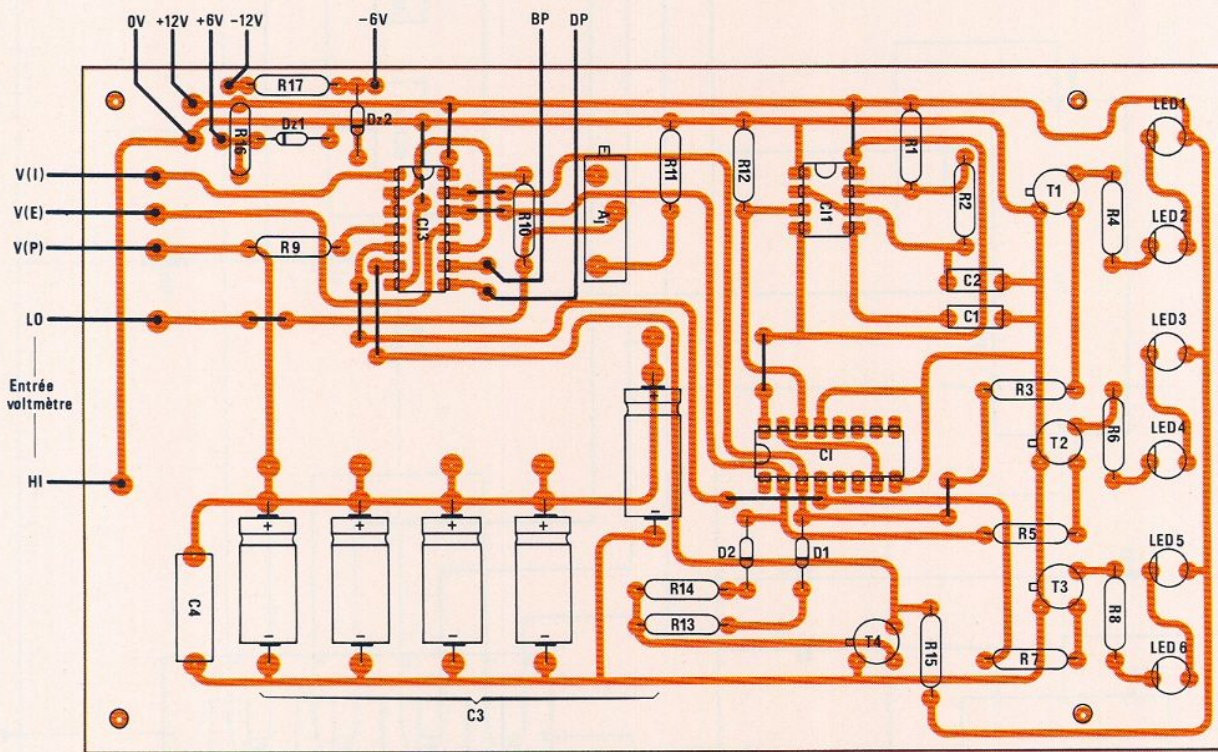 0V +12V +6V -12V -6V BP DP
R17
Dz2
R16
Dz1
LED1
V(I)
V(E)
V(P)
R9
CI3
R10
E
Aj
R11
R12
CI1
R1
R2
T1
R4
LED2
C2
C1
LO
LED3
Entrée
voltmètre
HI
R3
+
CI
T2
R6
LED4
-
+ + + +
D2
D1
R5
LED5
C4
R14
R13
T3
R8
T4
R15
R7
LED6
- - - -
C3